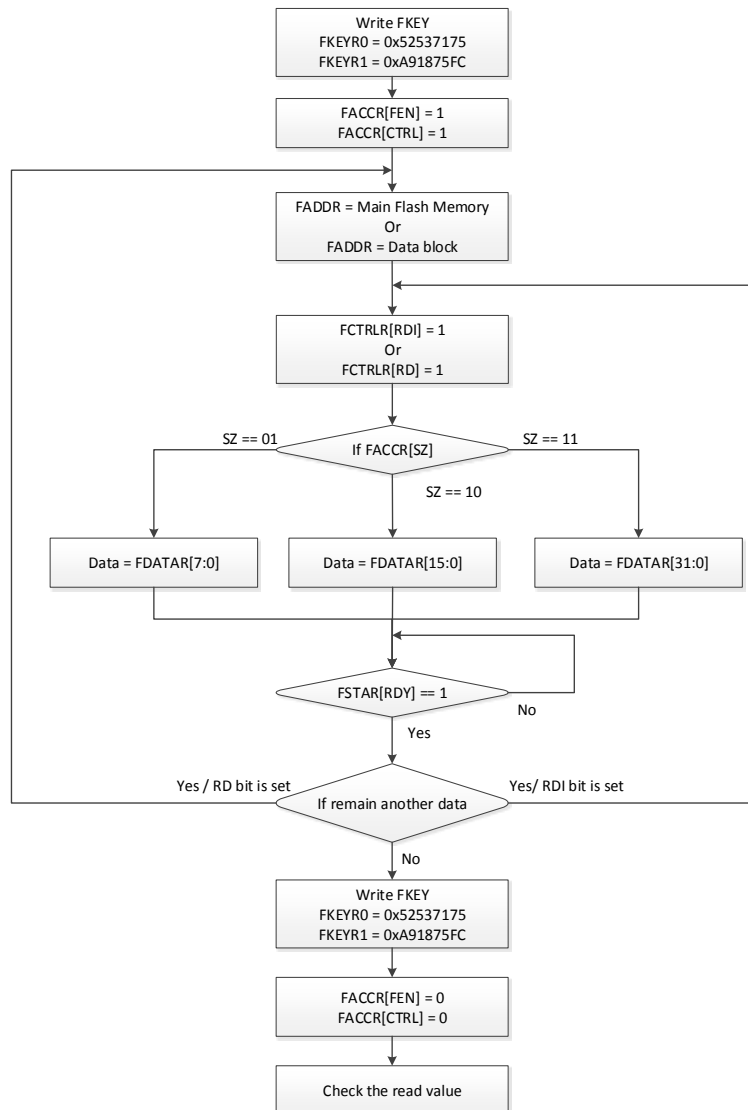 Write FKEY
FKEYR0 = 0x52537175
FKEYR1 = 0xA91875FC
FACCR[FEN] = 1
FACCR[CTRL] = 1
FADDR = Main Flash Memory
Or
FADDR = Data block
FCTRLR[RDI] = 1
Or
FCTRLR[RD] = 1
SZ == 01
If FACCR[SZ]
SZ == 11
SZ == 10
Data = FDATAR[7:0]
Data = FDATAR[15:0]
Data = FDATAR[31:0]
FSTAR[RDY] == 1
No
Yes
Yes / RD bit is set
If remain another data
Yes/ RDI bit is set
No
Write FKEY
FKEYR0 = 0x52537175
FKEYR1 = 0xA91875FC
FACCR[FEN] = 0
FACCR[CTRL] = 0
Check the read value